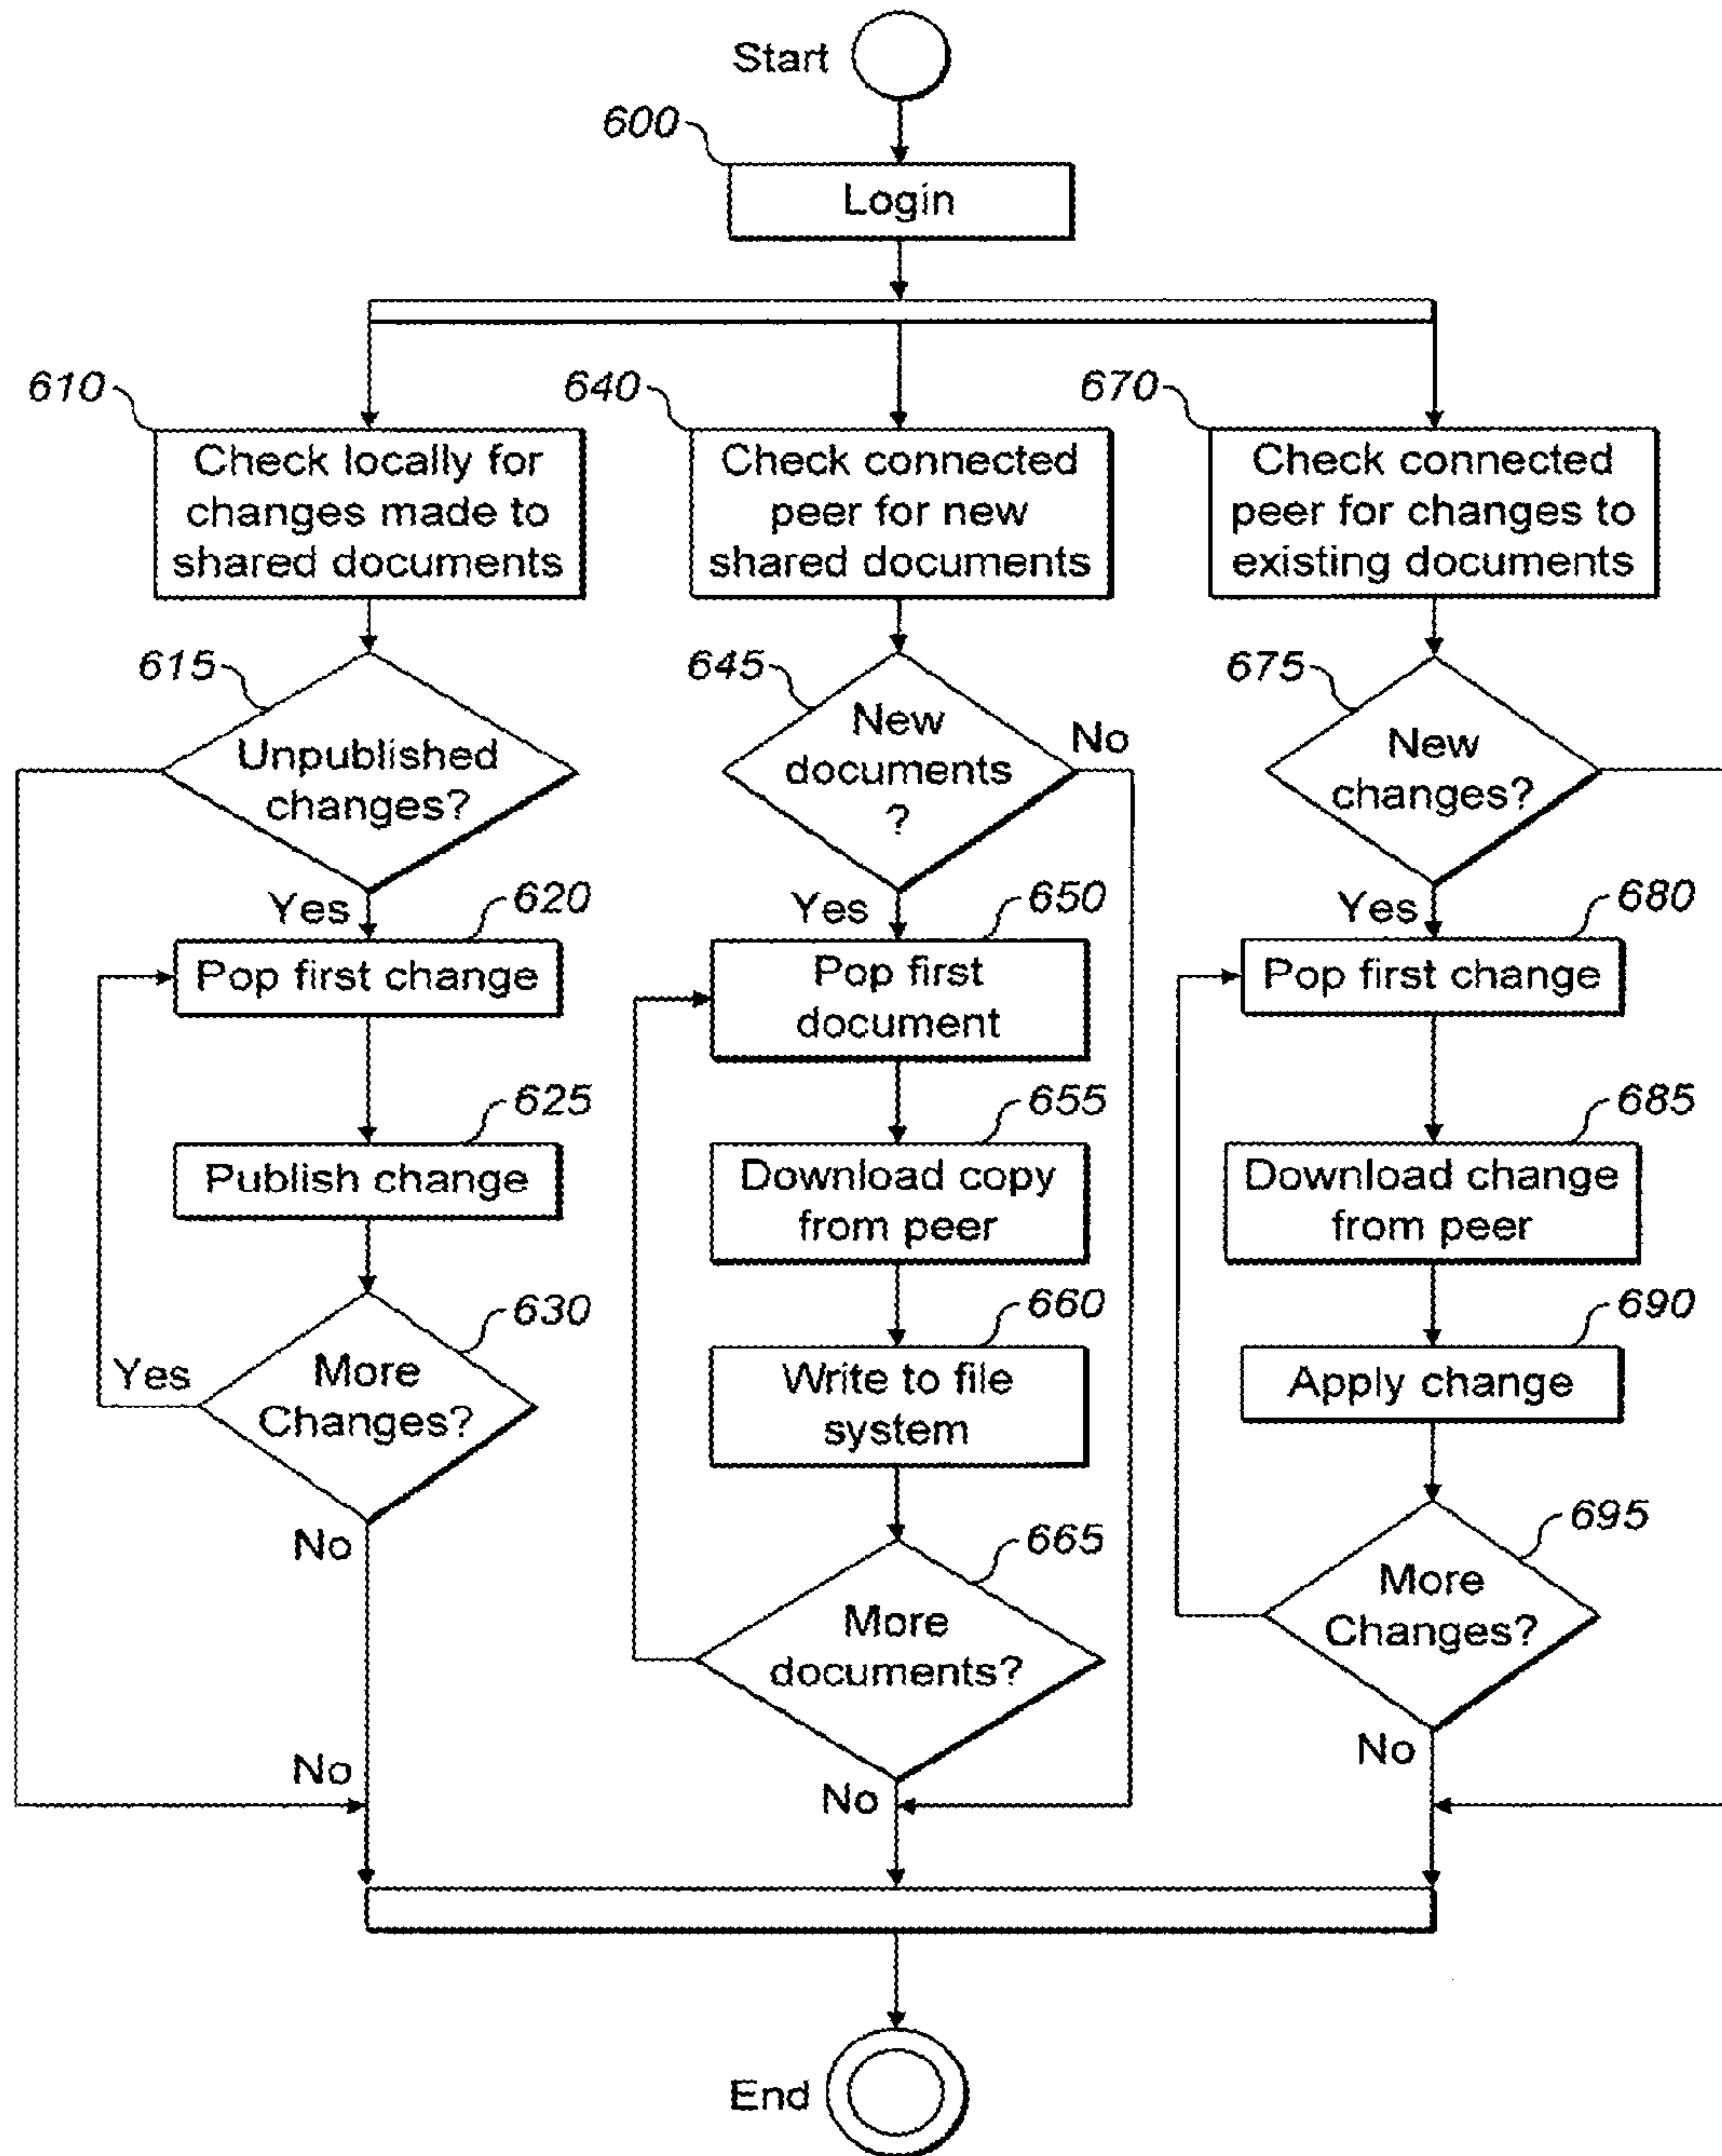 Start
600
Login
610
640
670
Check locally for
changes made to
shared documents
Check connected
peer for new
shared documents
Check connected
peer for changes to
existing documents
615
645
675
Unpublished
changes?
New
documents
?
No
New
changes?
Yes
620
Yes
650
Yes
680
Pop first change
Pop first
document
Pop first change
625
655
685
Publish change
Download copy
from peer
Download change
from peer
630
660
690
Yes
More
Changes?
Write to file
system
Apply change
No
665
695
More
documents?
More
Changes?
No
No
No
End